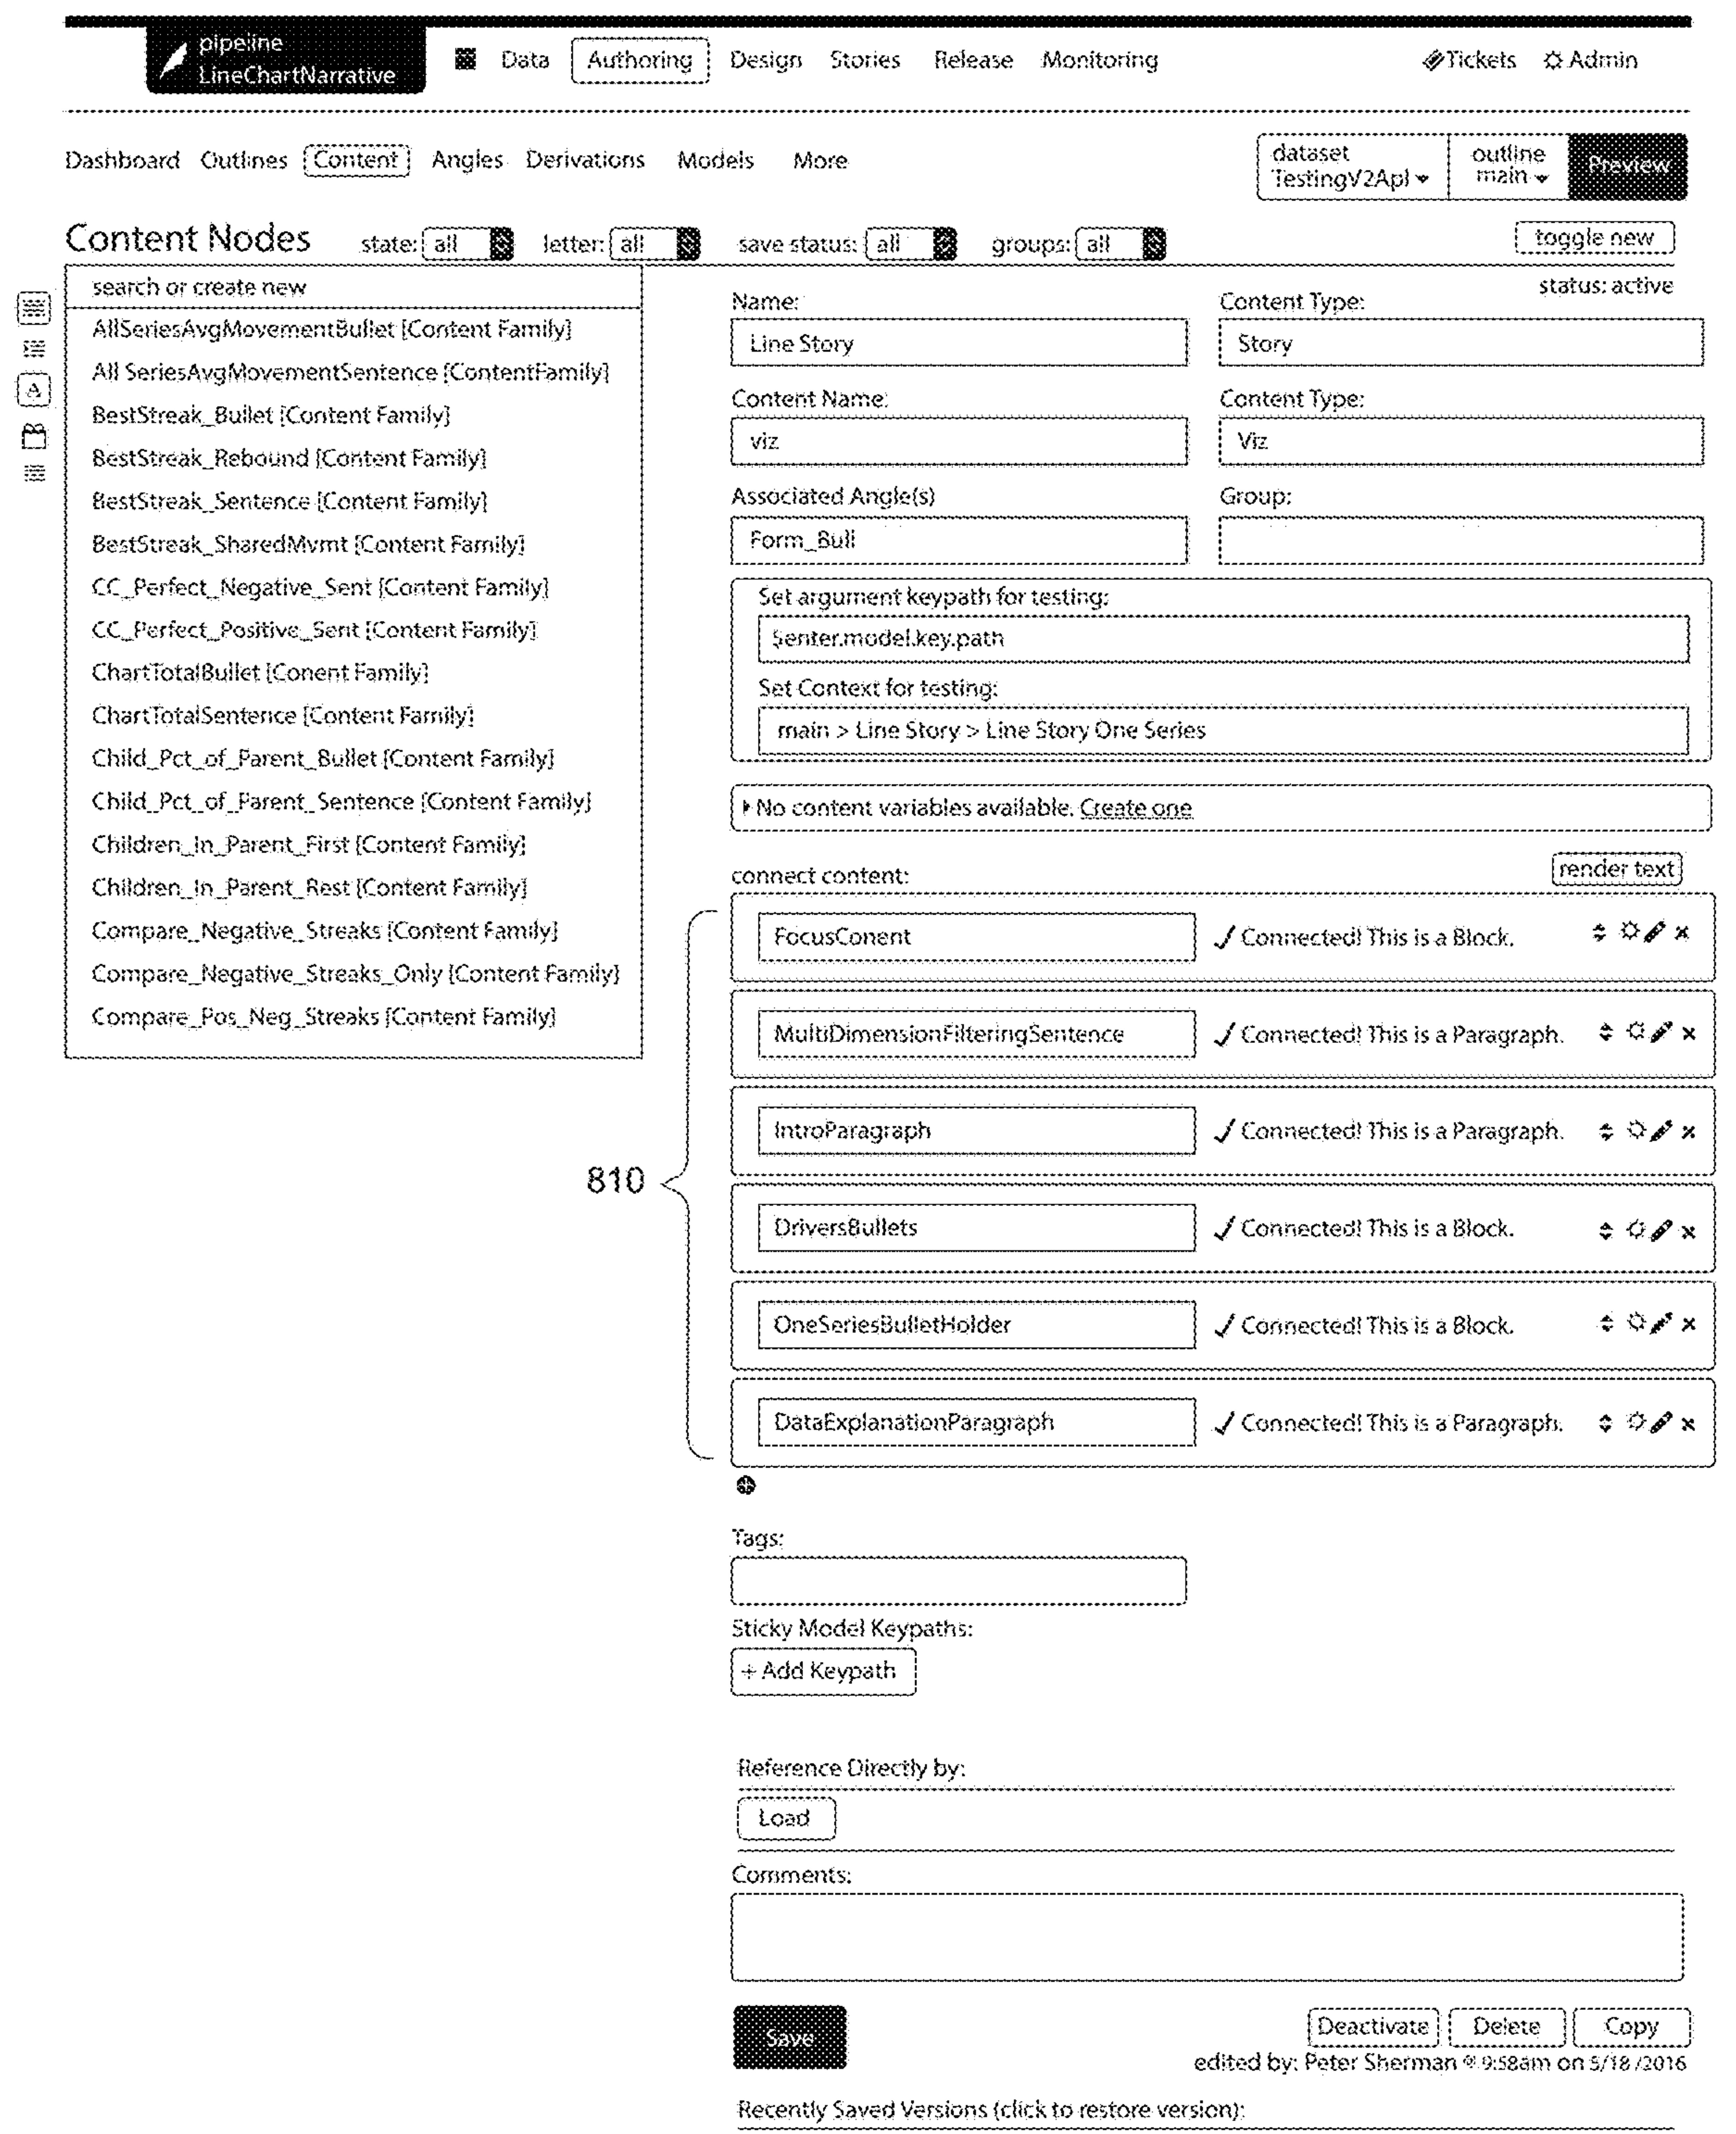 pipeline
LineChartNarrative
Data Authoring Design Stories Release Monitoring Tickets Admin
Dashboard Outlines Content Angles Derivations Models More
dataset
TestingV2Apl
outline
main
Preview
Content Nodes state: all letter: all save status: all groups: all toggle new
status: active
search or create new
AllSeriesAvgMovementBullet [Content Family]
All SeriesAvgMovementSentence [ContentFamily]
BestStreak_Bullet [Content Family]
BestStreak_Rebound [Content Family]
BestStreak_Sentence [Content Family]
BestStreak_SharedMvmt [Content Family]
CC_Perfect_Negative_Sent [Content Family]
CC_Perfect_Positive_Sent [Content Family]
ChartTotalBullet [Conent Family]
ChartTotalSentence [Content Family]
Child_Pct_of_Parent_Bullet [Content Family]
Child_Pct_of_Parent_Sentence [Content Family]
Children_In_Parent_First [Content Family]
Children_In_Parent_Rest [Content Family]
Compare_Negative_Streaks [Content Family]
Compare_Negative_Streaks_Only [Content Family]
Compare_Pos_Neg_Streaks [Content Family]
Name: Content Type:
Line Story Story
Content Name: Content Type:
viz Viz
Associated Angle(s) Group:
Form_Bull
Set argument keypath for testing:
$enter.model.key.path
Set Context for testing:
main > Line Story > Line Story One Series
No content variables available. Create one
connect content: render text
FocusConent Connected! This is a Block.
MultiDimensionFilteringSentence Connected! This is a Paragraph.
IntroParagraph Connected! This is a Paragraph.
810
DriversBullets Connected! This is a Block.
OneSeriesBulletHolder Connected! This is a Block.
DataExplanationParagraph Connected! This is a Paragraph.
Tags:
Sticky Model Keypaths:
+ Add Keypath
Reference Directly by:
Load
Comments:
Save Deactivate Delete Copy
edited by: Peter Sherman @ 9:58am on 5/18/2016
Recently Saved Versions (click to restore version):